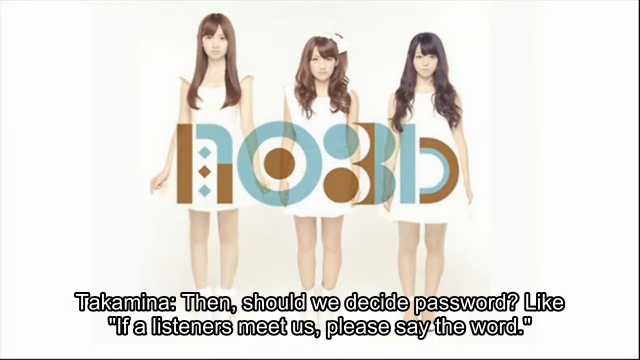 no3b
Takamina: Then, should we decide password? Like
"If a listeners meet us, please say the word."